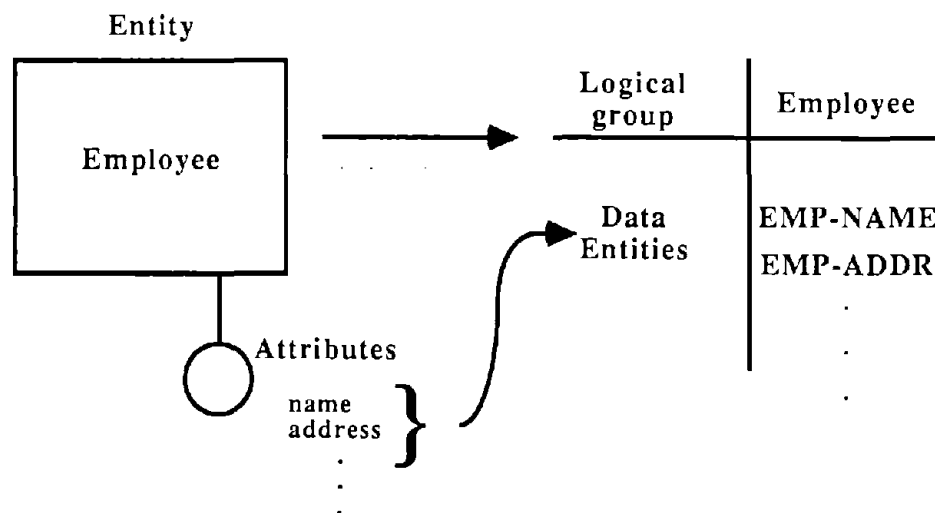 Entity
Employee
Attributes
name
address
Logical
group
Employee
Data
Entities
EMP-NAME
EMP-ADDR